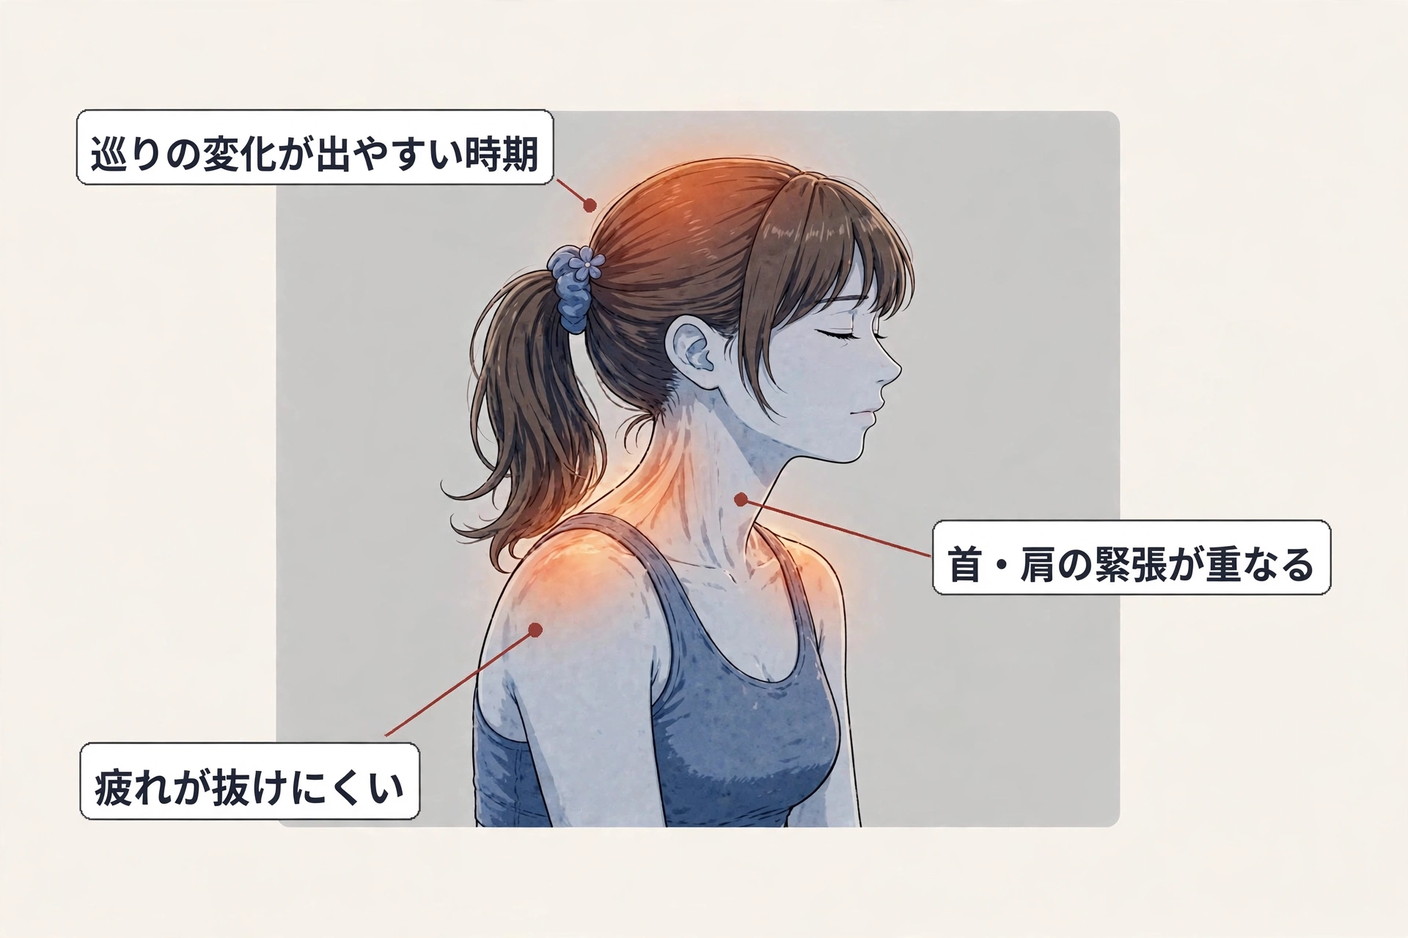 巡りの変化が出やすい時期
首・肩の緊張が重なる
疲れが抜けにくい